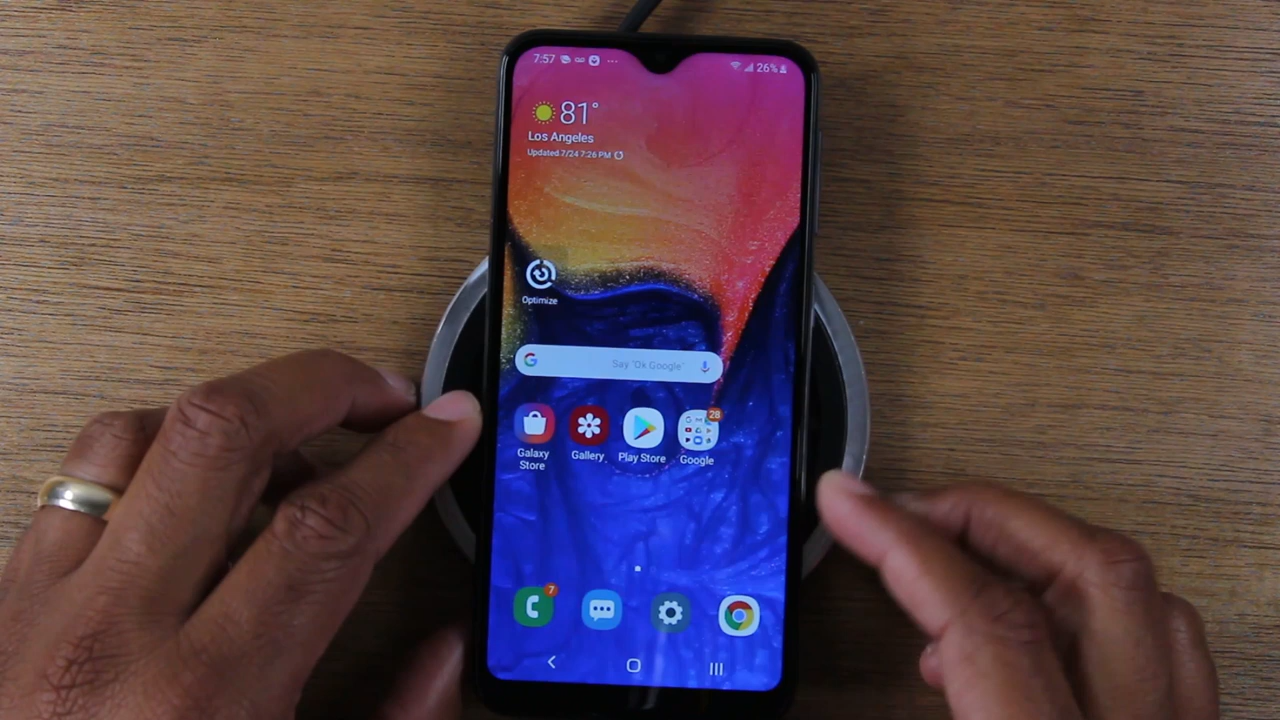 7:57
26%
81°
Los Angeles
Updated 7/24 7:26 PM
Optimize
G Say "Ok Google"
28
Galaxy Store
Gallery
Play Store
Google
7